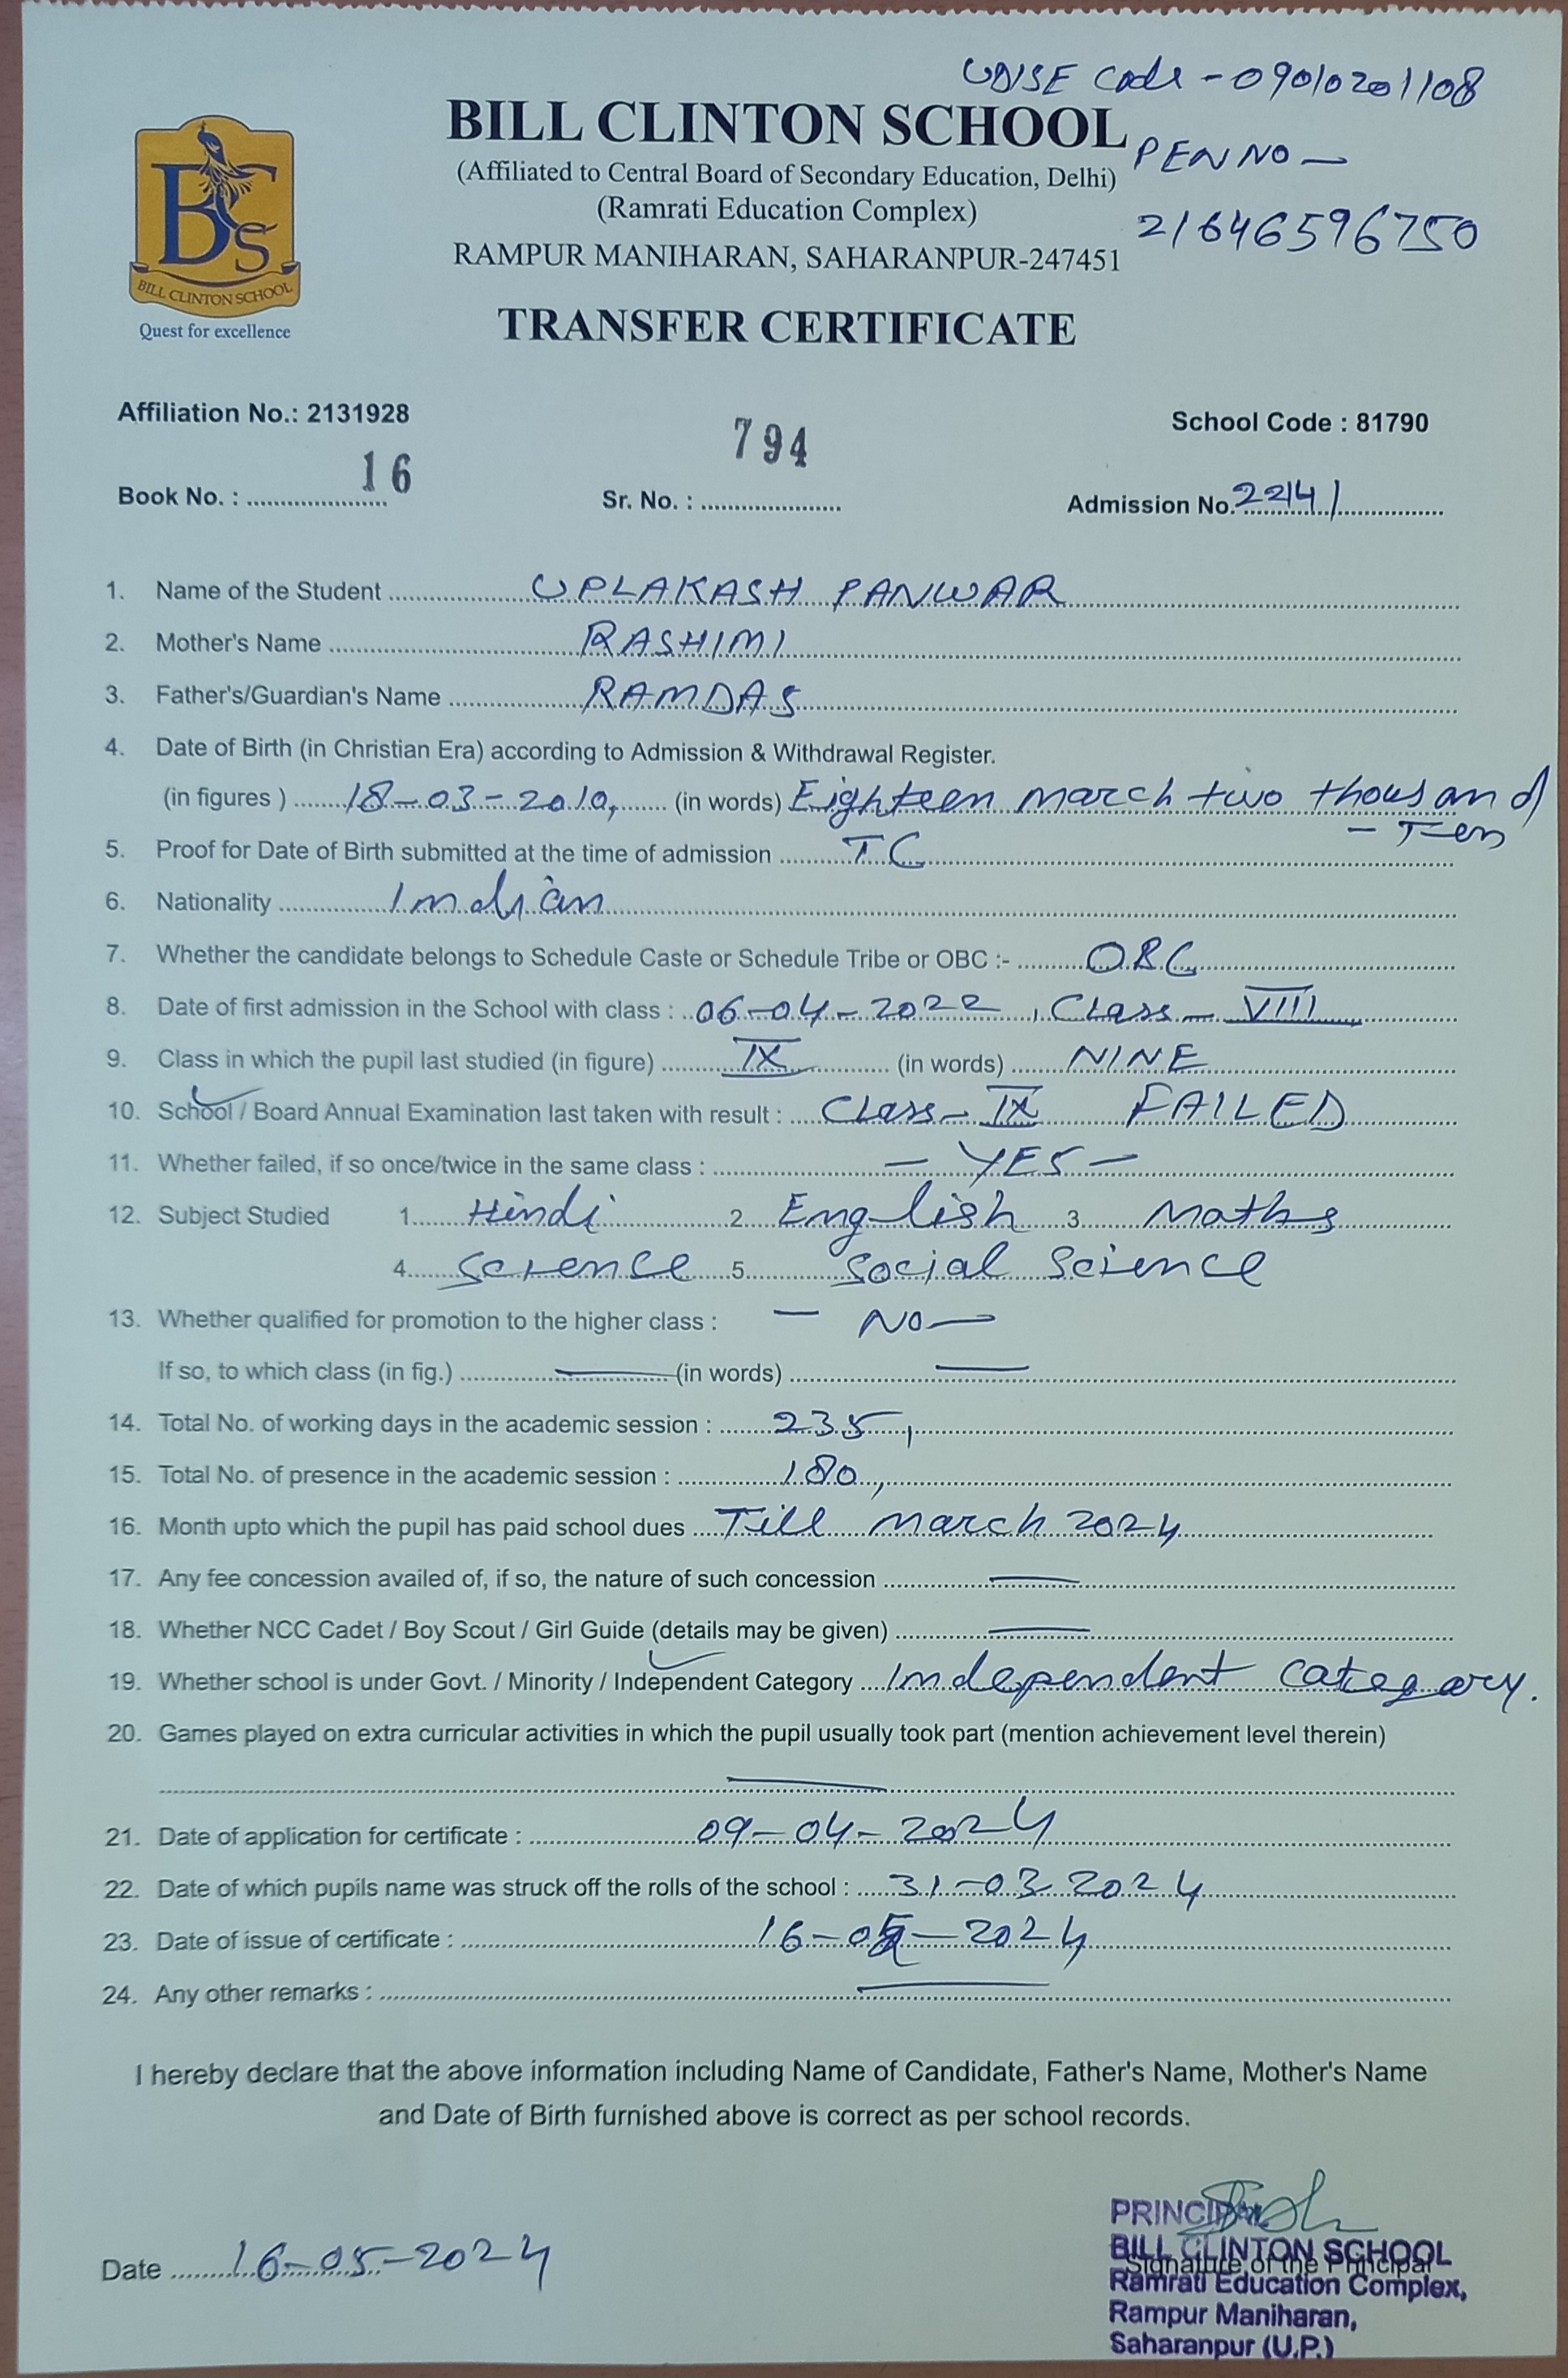 UDISE Code - 09010201108
BILL CLINTON SCHOOL
(Affiliated to Central Board of Secondary Education, Delhi)
PEN NO —
(Ramrati Education Complex)
21646596750
RAMPUR MANIHARAN, SAHARANPUR-247451
BS
BILL CLINTON SCHOOL
Quest for excellence
TRANSFER CERTIFICATE
Affiliation No.: 2131928
School Code : 81790
Book No. : 16 Sr. No. : 794 Admission No. 2241
1. Name of the Student UPLAKASH PANWAR
2. Mother's Name RASHIMI
3. Father's/Guardian's Name RAMDAS
4. Date of Birth (in Christian Era) according to Admission & Withdrawal Register.
(in figures ) 18-03-2010, (in words) Eighteen march two thousand
- Ten
5. Proof for Date of Birth submitted at the time of admission TC
6. Nationality Indian
7. Whether the candidate belongs to Schedule Caste or Schedule Tribe or OBC :- OBC
8. Date of first admission in the School with class : 06-04-2022, Class - VIII
9. Class in which the pupil last studied (in figure) IX (in words) NINE
10. School / Board Annual Examination last taken with result : Class - IX FAILED
11. Whether failed, if so once/twice in the same class : - YES -
12. Subject Studied 1. Hindi 2. English 3. Maths
4. Science 5. Social Science
13. Whether qualified for promotion to the higher class : - NO -
If so, to which class (in fig.) — (in words) —
14. Total No. of working days in the academic session : 235,
15. Total No. of presence in the academic session : 180,
16. Month upto which the pupil has paid school dues Till march 2024
17. Any fee concession availed of, if so, the nature of such concession —
18. Whether NCC Cadet / Boy Scout / Girl Guide (details may be given) —
19. Whether school is under Govt. / Minority / Independent Category Independent category.
20. Games played on extra curricular activities in which the pupil usually took part (mention achievement level therein)
—
21. Date of application for certificate : 09-04-2024
22. Date of which pupils name was struck off the rolls of the school : 31-03 2024
23. Date of issue of certificate : 16-05-2024
24. Any other remarks : —
I hereby declare that the above information including Name of Candidate, Father's Name, Mother's Name
and Date of Birth furnished above is correct as per school records.
Date 16-05-2024
PRINCIPAL
BILL CLINTON SCHOOL
Signature of the Principal
Ramrati Education Complex,
Rampur Maniharan,
Saharanpur (U.P.)